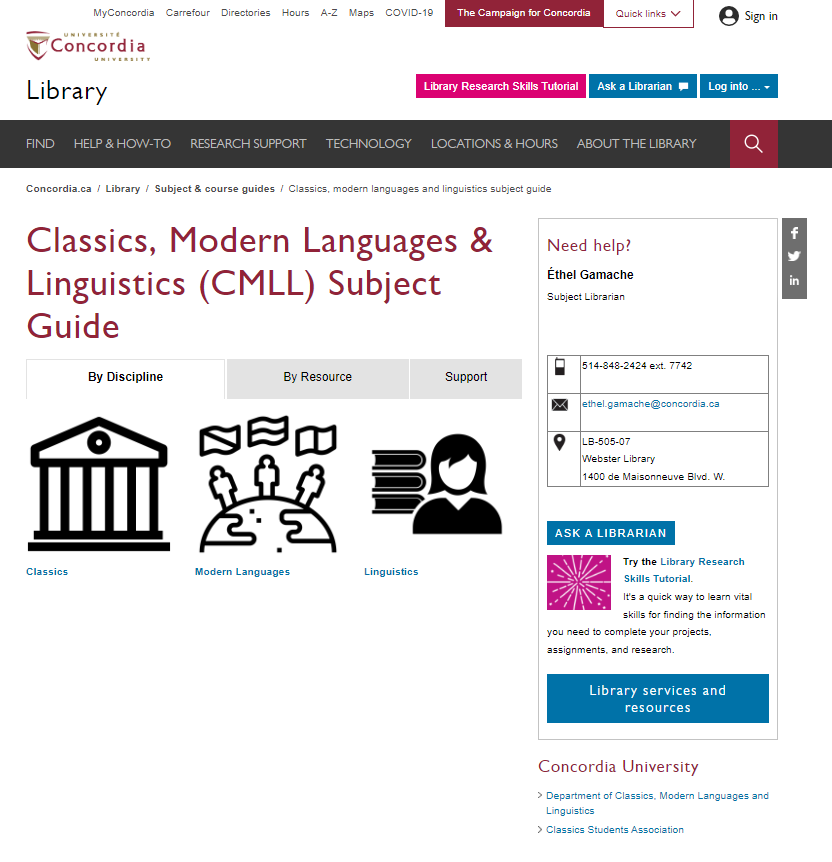 MyConcordia Carrefour Directories Hours A-Z Maps COVID-19 The Campaign for Concordia Quick links Sign in
UNIVERSITÉ
Concordia
UNIVERSITY
Library
Library Research Skills Tutorial Ask a Librarian Log into ...
FIND HELP & HOW-TO RESEARCH SUPPORT TECHNOLOGY LOCATIONS & HOURS ABOUT THE LIBRARY
Concordia.ca / Library / Subject & course guides / Classics, modern languages and linguistics subject guide
Classics, Modern Languages &
Linguistics (CMLL) Subject
Guide
By Discipline By Resource Support
Classics Modern Languages Linguistics
Need help?
Éthel Gamache
Subject Librarian
514-848-2424 ext. 7742
ethel.gamache@concordia.ca
LB-505-07
Webster Library
1400 de Maisonneuve Blvd. W.
ASK A LIBRARIAN
Try the Library Research
Skills Tutorial.
It's a quick way to learn vital
skills for finding the information
you need to complete your projects,
assignments, and research.
Library services and
resources
f
in
Concordia University
Department of Classics, Modern Languages and
Linguistics
Classics Students Association